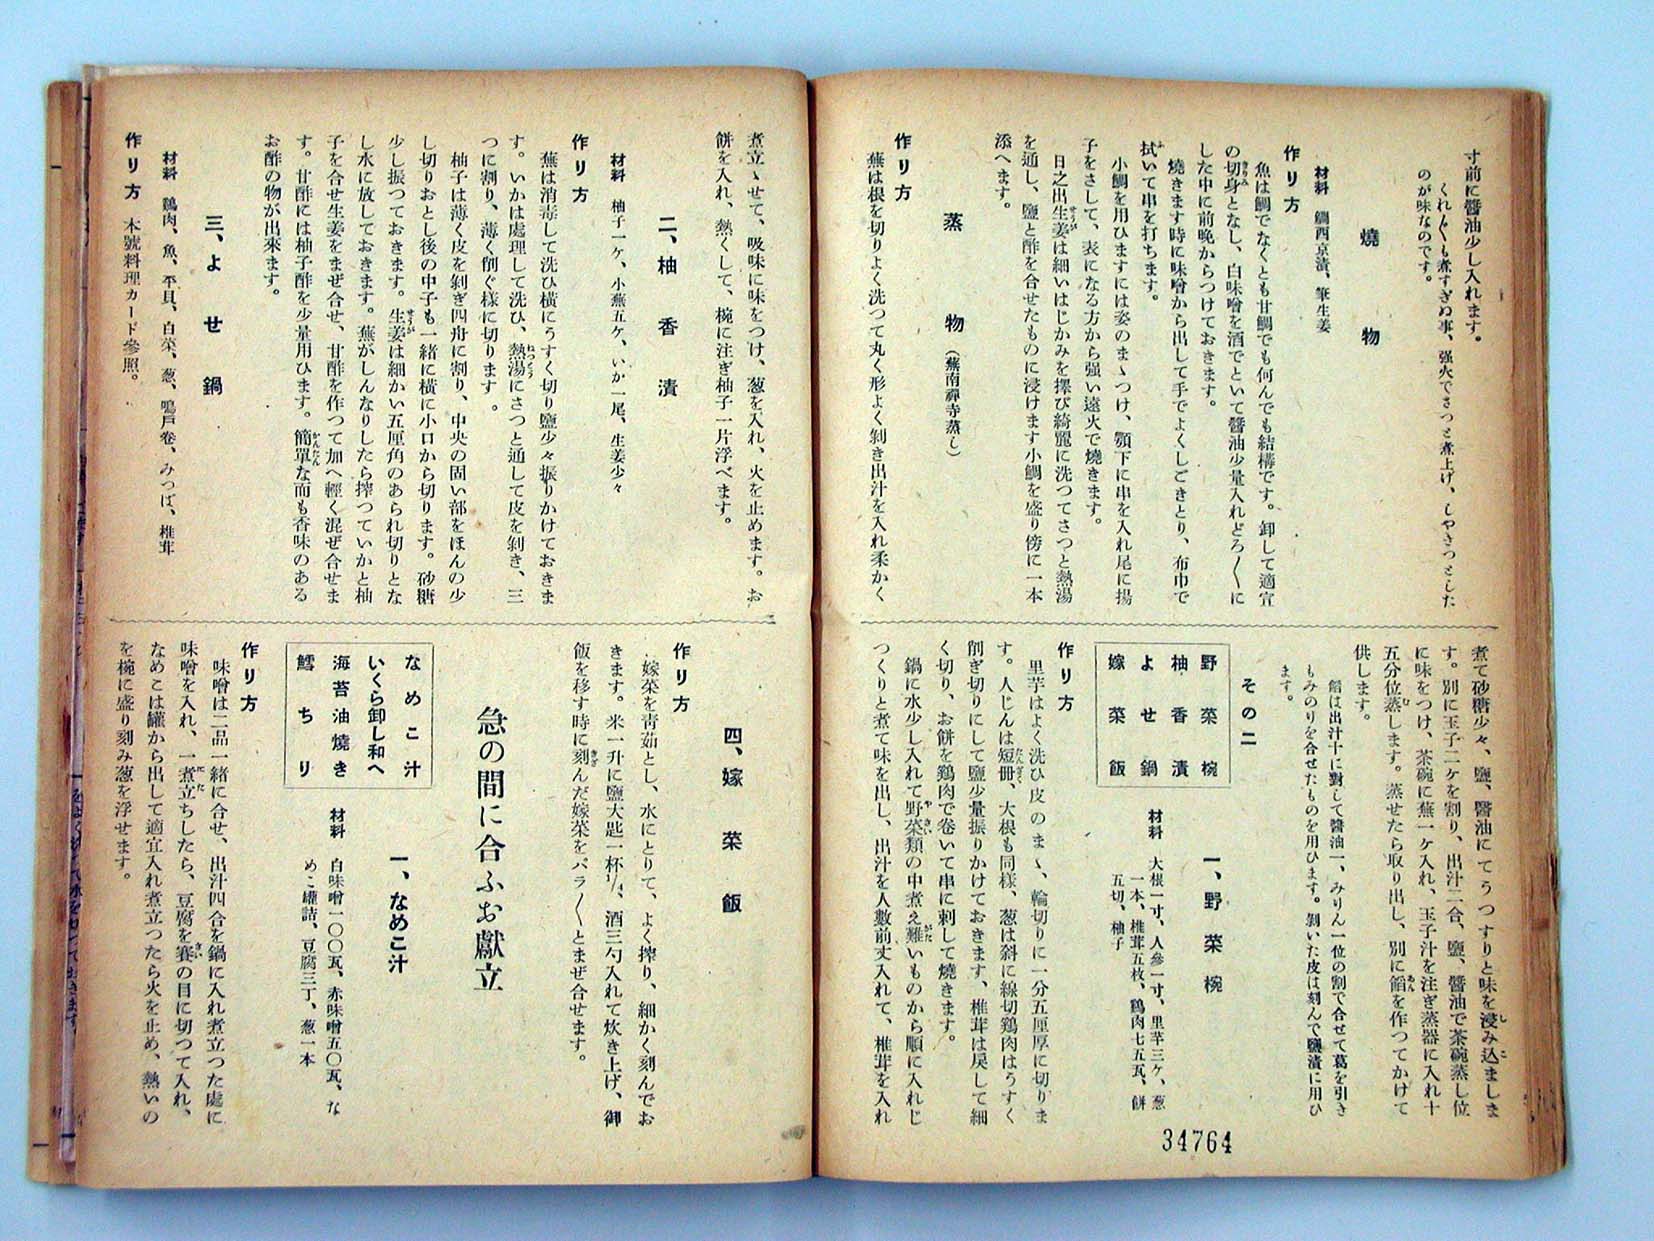 寸前に醬油少し入れます。
くれ〲も煮すぎぬ事、强火でさつと煮上げ、しやきつとした
のが味なのです。
燒物
材料 鯛西京漬、筆生姜
作り方
魚は鯛でなくとも甘鯛でも何んでも結構です。卸して適宜
の切身となし、白味噌を酒でといて醬油少量入れどろ〱に
した中に前晩からつけておきます。
燒きます時に味噌から出して手でよくしごきとり、布巾で
拭いて串を打ちます。
小鯛を用ひますには姿のまゝつけ、顎下に串を入れ尾に揚
子をさして、表になる方から强い遠火で燒きます。
日之出生姜は細いはじかみを擇び綺麗に洗つてさつと熱湯
を通し、鹽と酢を合せたものに浸けます小鯛を盛り傍に一本
添へます。
蒸物(蕪南禪寺蒸し)
作り方
蕪は根を切りよく洗つて丸く形よく剝き出汁を入れ柔かく
煮て砂糖少々、鹽、醬油にてうつすりと味を浸み込ましま
す。別に玉子二ケを割り、出汁二合、鹽、醬油で茶碗蒸し位
に味をつけ、茶碗に蕪一ケ入れ、玉子汁を注ぎ蒸器に入れ十
五分位蒸します。蒸せたら取り出し、別に餡を作つてかけて
供します。
餡は出汁十に對して醬油一、みりん一位の割で合せて葛を引き
もみのりを合せたものを用ひます。剝いた皮は刻んで鹽漬に用ひ
ます。
その二
野菜椀
柚香漬
よせ鍋
嫁菜飯
一、野菜椀
材料 大根一寸、人參一寸、里芋三ケ、葱
一本、椎茸五枚、鷄肉七五瓦、餅
五切、柚子
作り方
里芋はよく洗ひ皮のまゝ、輪切りに一分五厘厚に切りま
す。人じんは短冊、大根も同樣、葱は斜に線切鷄肉はうすく
削ぎ切りにして鹽少量振りかけておきます、椎茸は戾して細
く切り、お餅を鷄肉で卷いて串に刺して燒きます。
鍋に水少し入れて野菜類の中煮え難いものから順に入れじ
つくりと煮て味を出し、出汁を人數前丈入れて、椎茸を入れ
34764
煮立ゝせて、吸味に味をつけ、葱を入れ、火を止めます。お
餅を入れ、熱くして、椀に注ぎ柚子一片浮べます。
二、柚香漬
材料 柚子一ケ、小蕪五ケ、いか一尾、生姜少々
作り方
蕪は消毒して洗ひ橫にうすく切り鹽少々振りかけておきま
す。いかは處理して洗ひ、熱湯にさつと通して皮を剝き、三
つに割り、薄く削ぐ樣に切ります。
柚子は薄く皮を剝ぎ四舟に割り、中央の固い部をほんの少
し切りおとし後の中子も一緒に橫に小口から切ります。砂糖
少し振つておきます。生姜は細かい五厘角のあられ切りとな
し水に放しておきます。蕪がしんなりしたら搾つていかと柚
子を合せ生姜をまぜ合せ、甘酢を作つて加へ輕く混ぜ合せま
す。甘酢には柚子酢を少量用ひます。簡單な而も香味のある
お酢の物が出來ます。
三、よせ鍋
材料 鷄肉、魚、平貝、白菜、葱、鳴戶卷、みつば、椎茸
作り方 本號料理カード參照。
四、嫁菜飯
作り方
嫁菜を靑茹とし、水にとりて、よく搾り、細かく刻んでお
きます。米一升に鹽大匙一杯1/4、酒三勺入れて炊き上げ、御
飯を移す時に刻んだ嫁菜をバラ〱とまぜ合せます。
急の間に合ふお獻立
なめこ汁
いくら卸し和へ
海苔油燒き
鱈ちり
一、なめこ汁
材料 白味噌一〇〇瓦、赤味噌五〇瓦、な
めこ罐詰、豆腐三丁、葱一本
作り方
味噌は二品一緒に合せ、出汁四合を鍋に入れ煮立つた處に
味噌を入れ、一煮立ちしたら、豆腐を賽の目に切つて入れ、
なめこは罐から出して適宜入れ煮立つたら火を止め、熱いの
を椀に盛り刻み葱を浮せます。